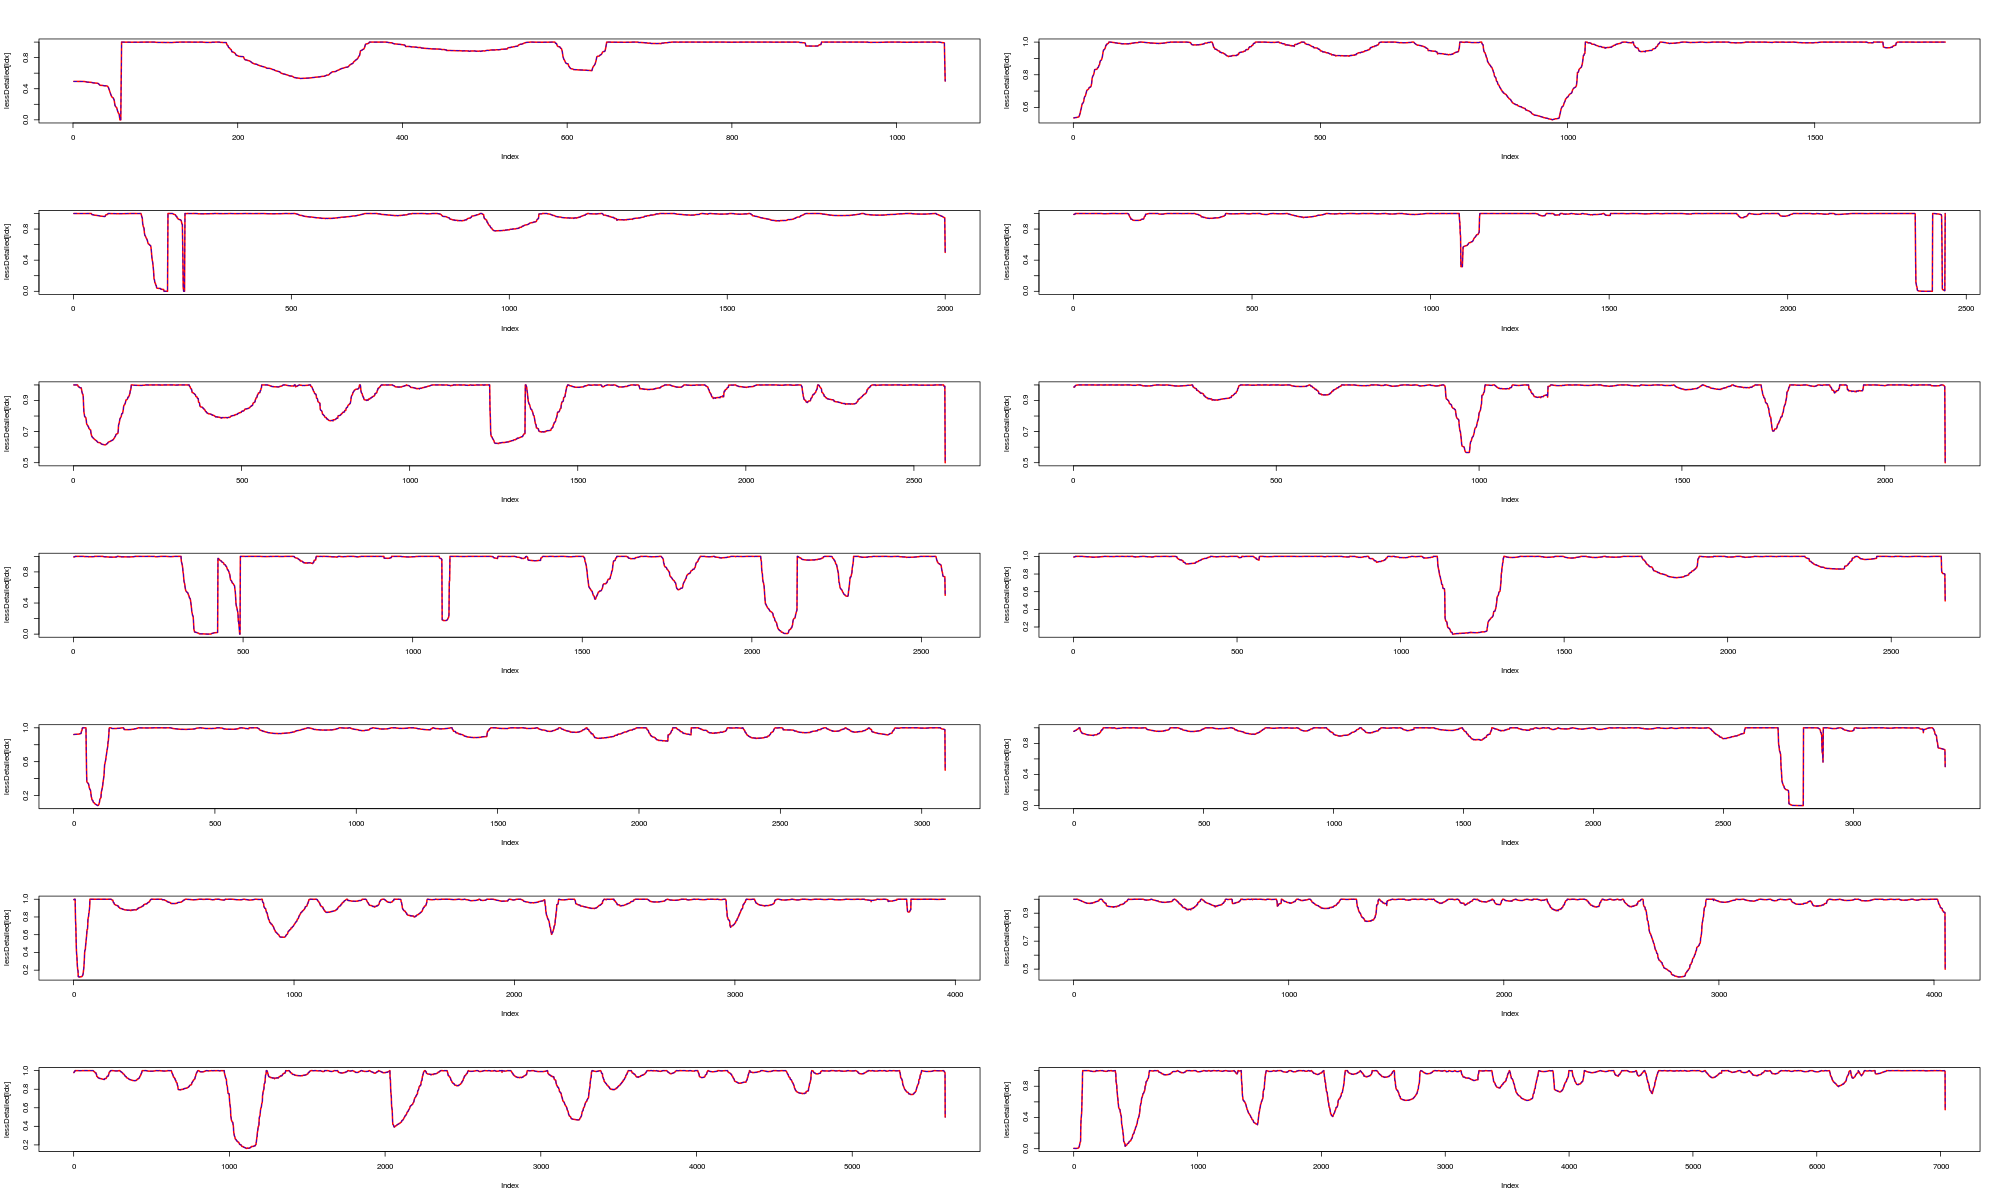 lessDetailed[idx]
0.0 0.4 0.8
0 200 400 600 800 1000
Index
lessDetailed[idx]
0.6 0.8 1.0
0 500 1000 1500
Index
lessDetailed[idx]
0.0 0.4 0.8
0 500 1000 1500 2000
Index
lessDetailed[idx]
0.0 0.4 0.8
0 500 1000 1500 2000 2500
Index
lessDetailed[idx]
0.5 0.7 0.9
0 500 1000 1500 2000 2500
Index
lessDetailed[idx]
0.5 0.7 0.9
0 500 1000 1500 2000
Index
lessDetailed[idx]
0.0 0.4 0.8
0 500 1000 1500 2000 2500
Index
lessDetailed[idx]
0.2 0.4 0.6 0.8 1.0
0 500 1000 1500 2000 2500
Index
lessDetailed[idx]
0.2 0.6 1.0
0 500 1000 1500 2000 2500 3000
Index
lessDetailed[idx]
0.0 0.4 0.8
0 500 1000 1500 2000 2500 3000
Index
lessDetailed[idx]
0.2 0.4 0.6 0.8 1.0
0 1000 2000 3000 4000
Index
lessDetailed[idx]
0.5 0.7 0.9
0 1000 2000 3000 4000
Index
lessDetailed[idx]
0.2 0.4 0.6 0.8 1.0
0 1000 2000 3000 4000 5000
Index
lessDetailed[idx]
0.0 0.4 0.8
0 1000 2000 3000 4000 5000 6000 7000
Index